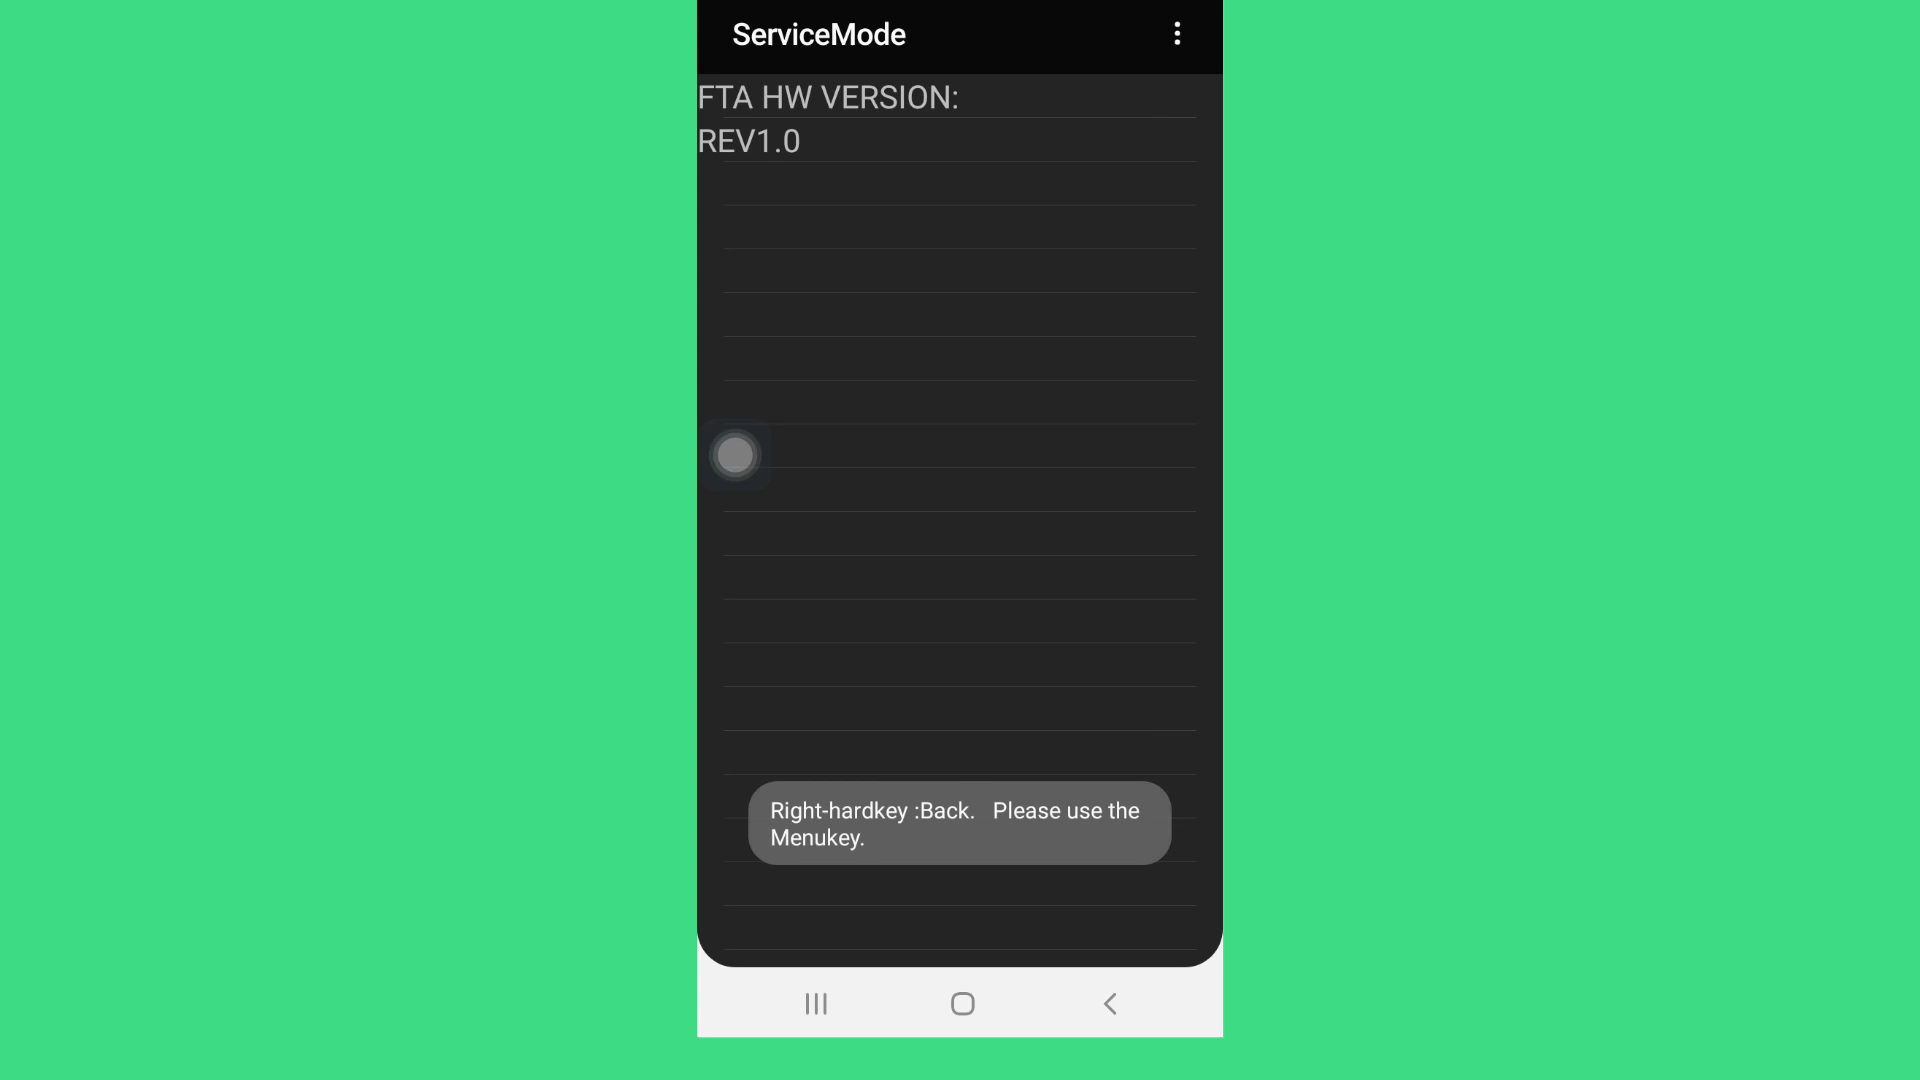 ServiceMode
FTA HW VERSION:
REV1.0
Right-hardkey :Back.   Please use the
Menukey.